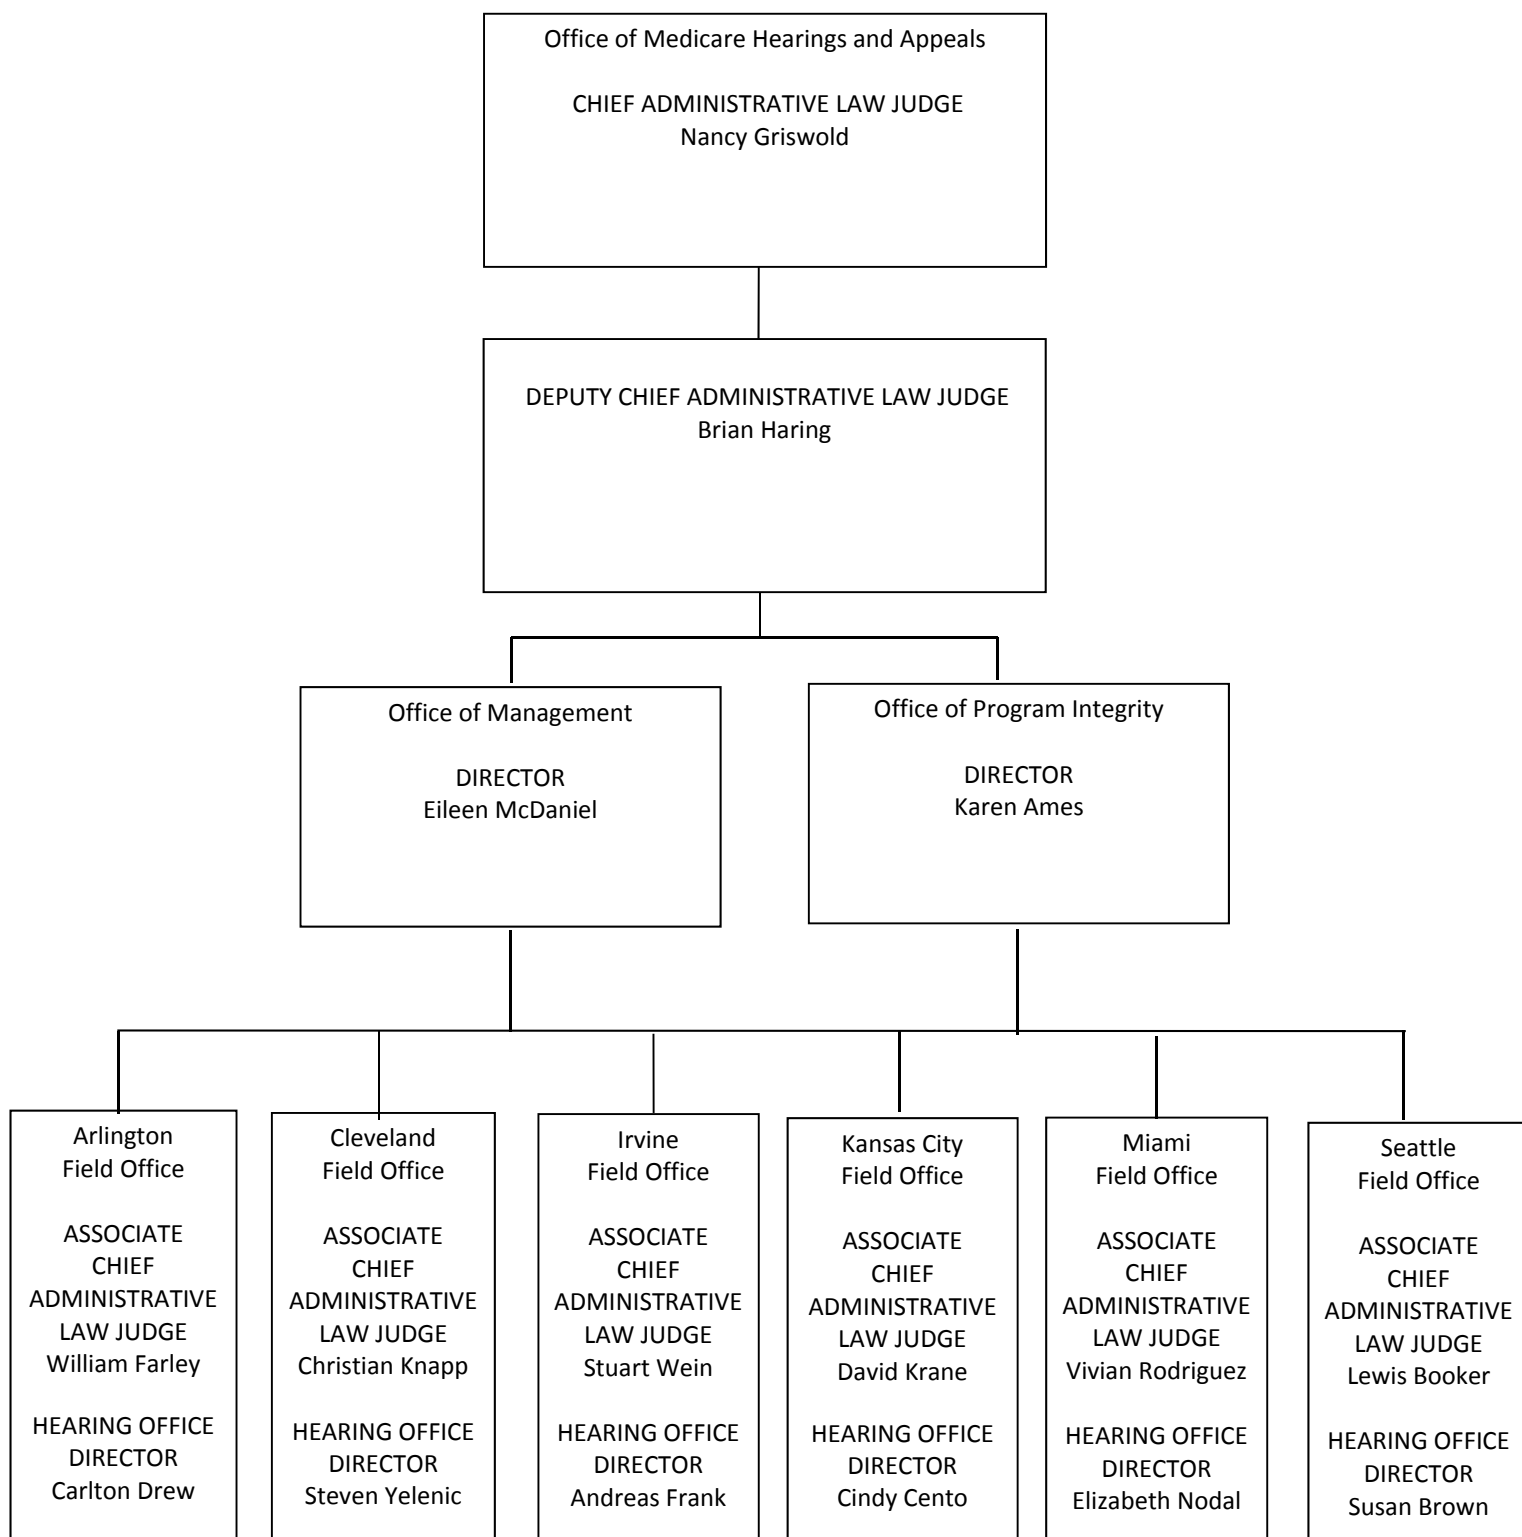 Office of Medicare Hearings and Appeals
CHIEF ADMINISTRATIVE LAW JUDGE
Nancy Griswold
DEPUTY CHIEF ADMINISTRATIVE LAW JUDGE
Brian Haring
Office of Management
DIRECTOR
Eileen McDaniel
Office of Program Integrity
DIRECTOR
Karen Ames
Arlington
Field Office
ASSOCIATE
CHIEF
ADMINISTRATIVE
LAW JUDGE
William Farley
HEARING OFFICE
DIRECTOR
Carlton Drew
Cleveland
Field Office
ASSOCIATE
CHIEF
ADMINISTRATIVE
LAW JUDGE
Christian Knapp
HEARING OFFICE
DIRECTOR
Steven Yelenic
Irvine
Field Office
ASSOCIATE
CHIEF
ADMINISTRATIVE
LAW JUDGE
Stuart Wein
HEARING OFFICE
DIRECTOR
Andreas Frank
Kansas City
Field Office
ASSOCIATE
CHIEF
ADMINISTRATIVE
LAW JUDGE
David Krane
HEARING OFFICE
DIRECTOR
Cindy Cento
Miami
Field Office
ASSOCIATE
CHIEF
ADMINISTRATIVE
LAW JUDGE
Vivian Rodriguez
HEARING OFFICE
DIRECTOR
Elizabeth Nodal
Seattle
Field Office
ASSOCIATE
CHIEF
ADMINISTRATIVE
LAW JUDGE
Lewis Booker
HEARING OFFICE
DIRECTOR
Susan Brown